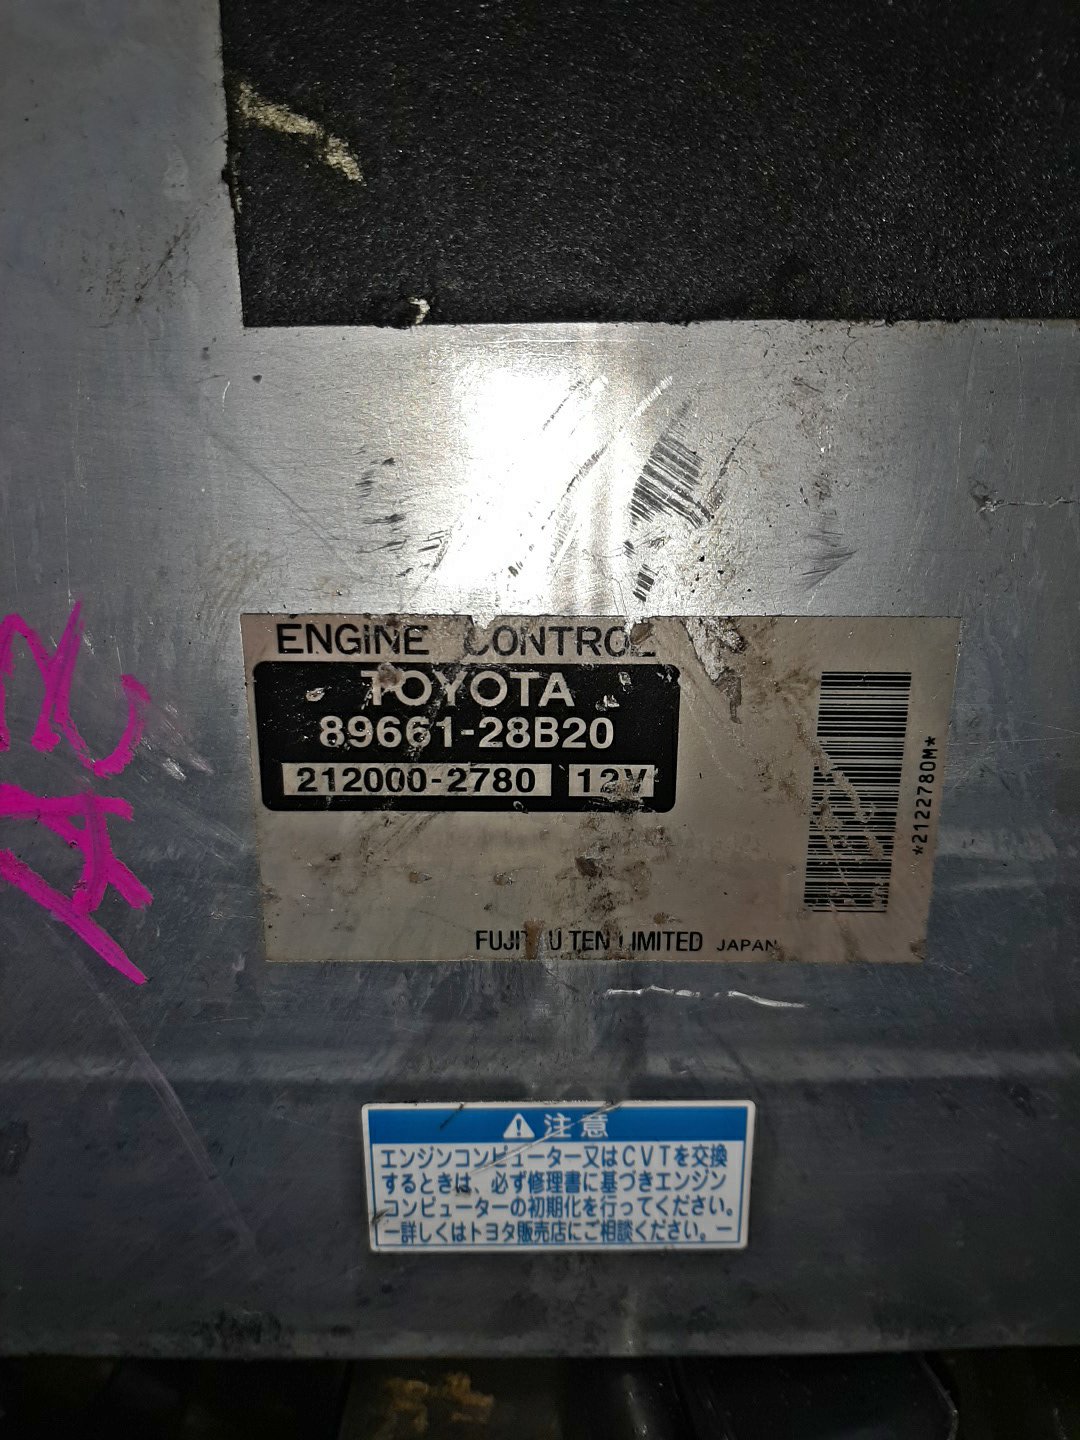 ENGINE CONTROL
TOYOTA
89661-28B20
212000-2780 12V
*2122780M*
FUJITSU TEN LIMITED JAPAN
注意
エンジンコンピューター又はCVTを交換
するときは、必ず修理書に基づきエンジン
コンピューターの初期化を行ってください。
ー詳しくはトヨタ販売店にご相談ください。ー